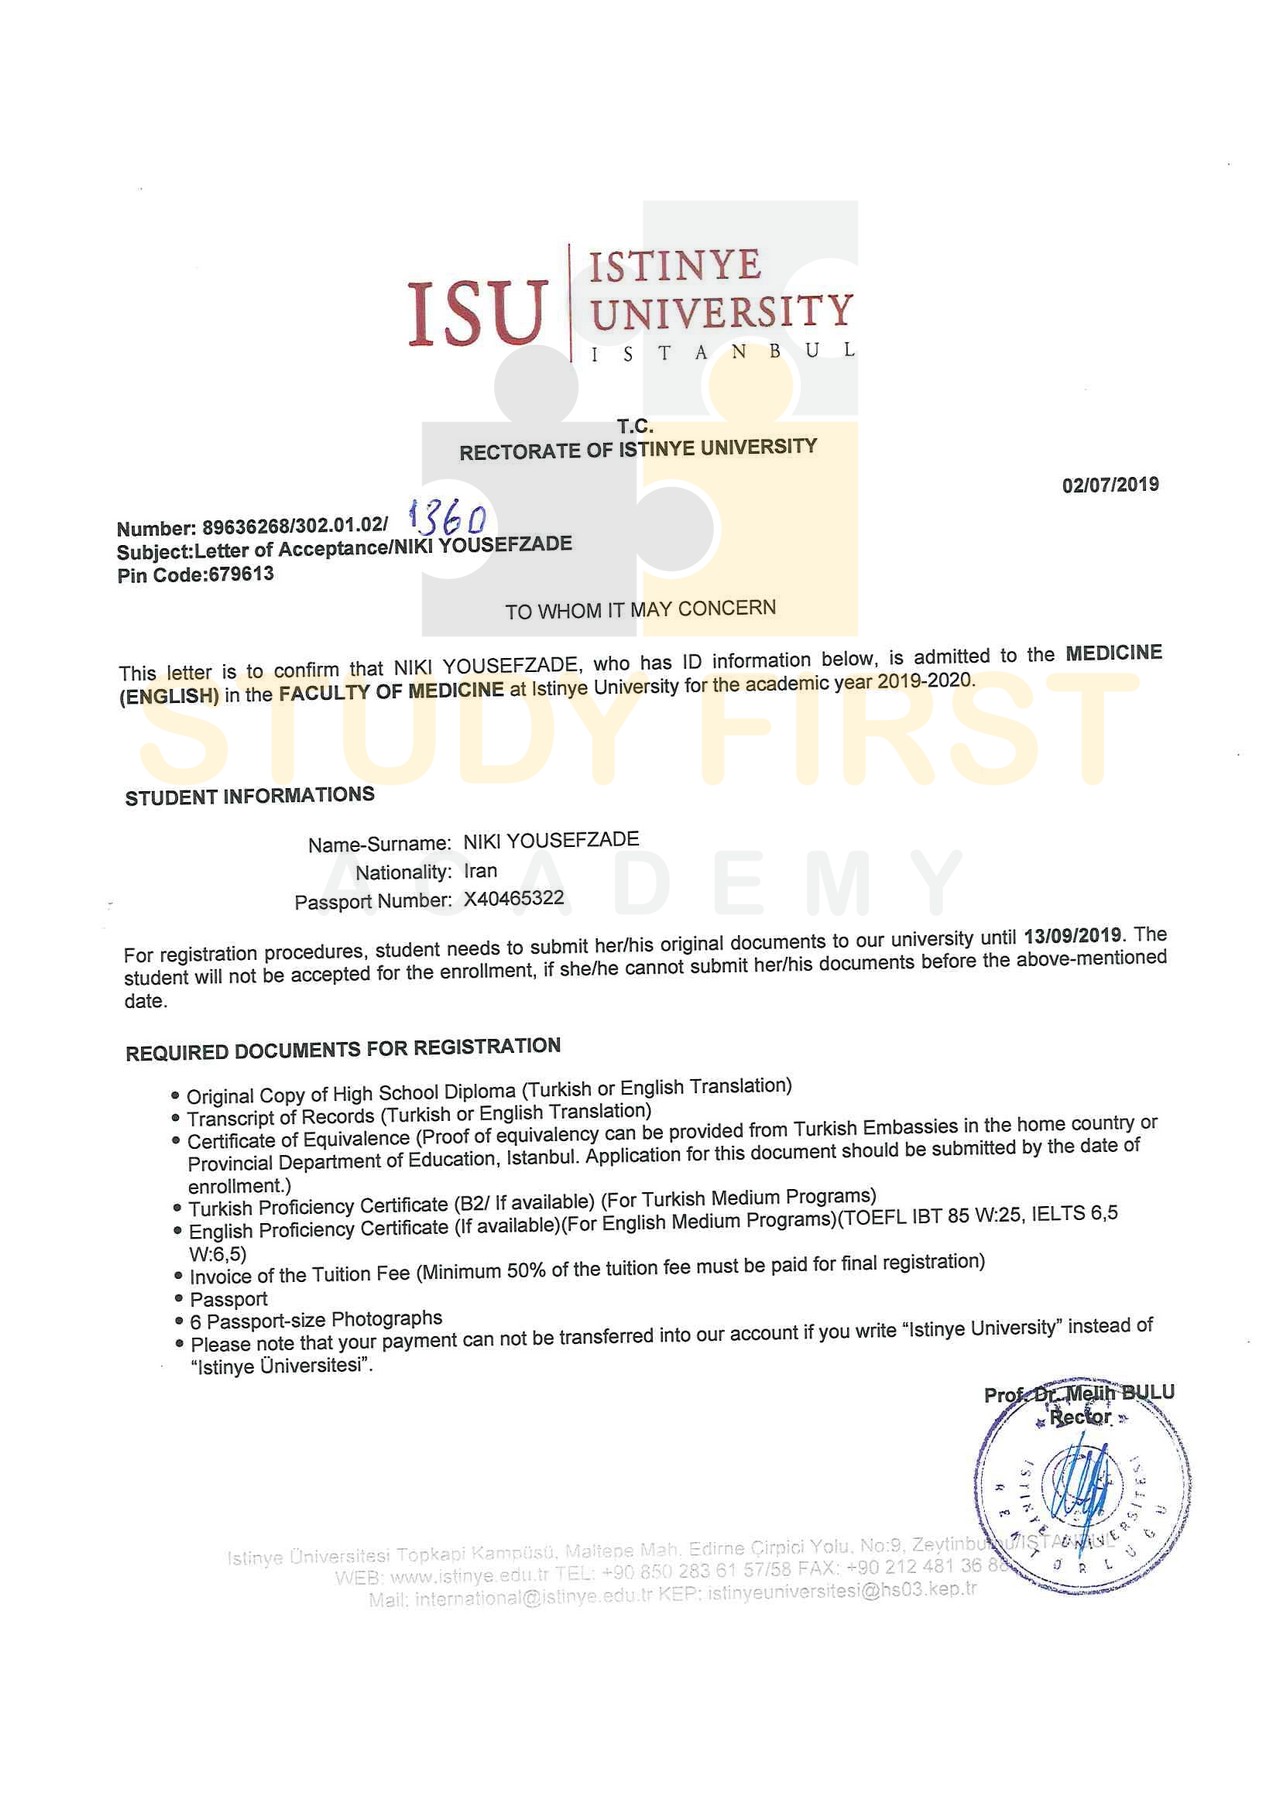 ISU
ISTINYE
UNIVERSITY
ISTANBUL
T.C.
RECTORATE OF ISTINYE UNIVERSITY
02/07/2019
Number: 89636268/302.01.02/ 1360
Subject:Letter of Acceptance/NIKI YOUSEFZADE
Pin Code:679613
TO WHOM IT MAY CONCERN
This letter is to confirm that NIKI YOUSEFZADE, who has ID information below, is admitted to the MEDICINE
(ENGLISH) in the FACULTY OF MEDICINE at Istinye University for the academic year 2019-2020.
STUDY FIRST
STUDENT INFORMATIONS
Name-Surname: NIKI YOUSEFZADE
Nationality: Iran
ACADEMY
Passport Number: X40465322
For registration procedures, student needs to submit her/his original documents to our university until 13/09/2019. The
student will not be accepted for the enrollment, if she/he cannot submit her/his documents before the above-mentioned
date.
REQUIRED DOCUMENTS FOR REGISTRATION
• Original Copy of High School Diploma (Turkish or English Translation)
• Transcript of Records (Turkish or English Translation)
• Certificate of Equivalence (Proof of equivalency can be provided from Turkish Embassies in the home country or
Provincial Department of Education, Istanbul. Application for this document should be submitted by the date of
enrollment.)
• Turkish Proficiency Certificate (B2/ If available) (For Turkish Medium Programs)
• English Proficiency Certificate (If available)(For English Medium Programs)(TOEFL IBT 85 W:25, IELTS 6,5
W:6,5)
• Invoice of the Tuition Fee (Minimum 50% of the tuition fee must be paid for final registration)
• Passport
• 6 Passport-size Photographs
• Please note that your payment can not be transferred into our account if you write “Istinye University” instead of
“Istinye Üniversitesi”.
Prof. Dr. Melih BULU
Rector
T.C.
İSTİNYE ÜNİVERSİTESİ
REKTÖRLÜĞÜ
Istinye Üniversitesi Topkapi Kampüsü, Maltepe Mah. Edirne Çirpici Yolu, No:9, Zeytinburnu/ISTANBUL
WEB: www.istinye.edu.tr TEL: +90 850 283 61 57/58 FAX: +90 212 481 36 88
Mail: international@istinye.edu.tr KEP: istinyeuniversitesi@hs03.kep.tr